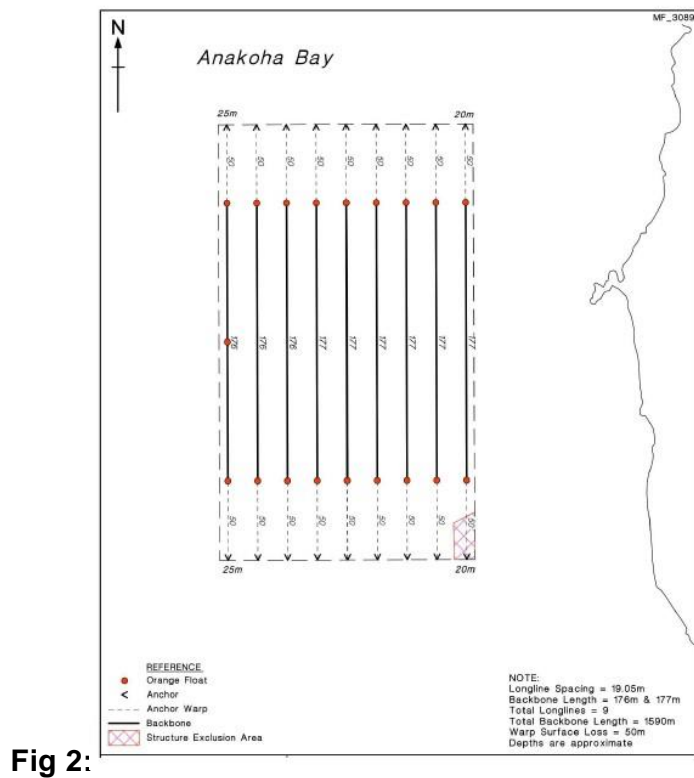 MF_3089
N
Anakoha Bay
25m 20m
50 50 50 50 50 50 50 50 50
176 176 176 177 177 177 177 177 177
50 50 50 50 50 50 50 50 50
25m 20m
REFERENCE
Orange Float
Anchor
Anchor Warp
Backbone
Structure Exclusion Area
NOTE:
Longline Spacing = 19.05m
Backbone Length = 176m & 177m
Total Longlines = 9
Total Backbone Length = 1590m
Warp Surface Loss = 50m
Depths are approximate
Fig 2: